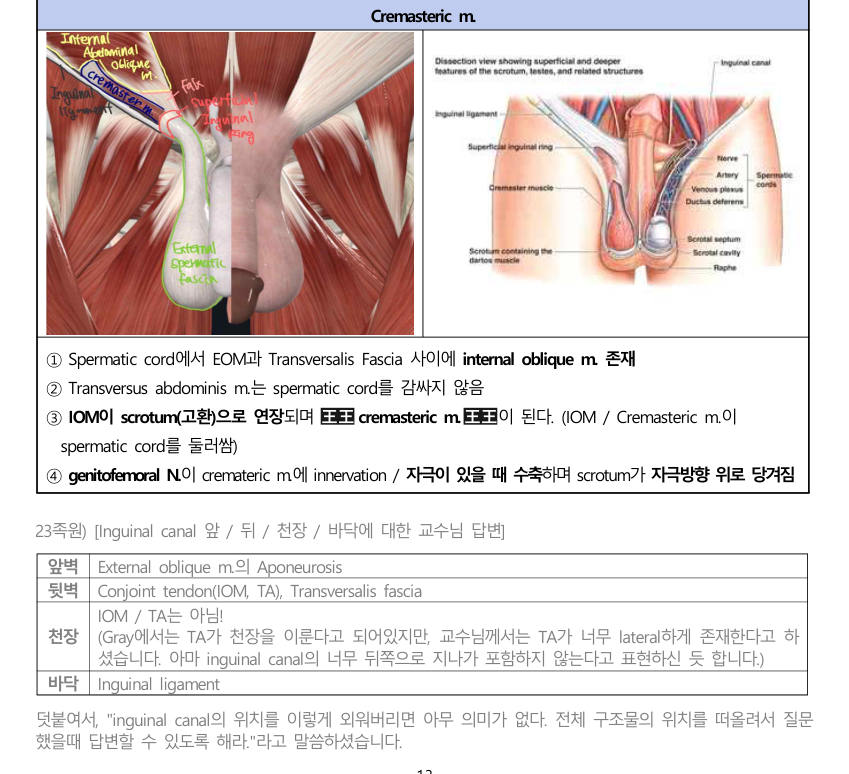 Cremasteric m.
Internal
Abdominal
Oblique
m.
cremaster m.
Inguinal
ligament
superficial
Inguinal
Ring
External
spermatic
fascia
Dissection view showing superficial and deeper
features of the scrotum, testes, and related structures
Inguinal canal
Inguinal ligament
Superficial inguinal ring
Nerve
Artery
Spermatic
cords
Venous plexus
Ductus deferens
Cremaster muscle
Scrotal septum
Scrotal cavity
Raphe
Scrotum containing the
dartos muscle
① Spermatic cord에서 EOM과 Transversalis Fascia 사이에 internal oblique m. 존재
② Transversus abdominis m.는 spermatic cord를 감싸지 않음
③ IOM이 scrotum(고환)으로 연장되며 王王 cremasteric m. 王王이 된다. (IOM / Cremasteric m.이
spermatic cord를 둘러쌈)
④ genitofemoral N.이 cremateric m.에 innervation / 자극이 있을 때 수축하며 scrotum가 자극방향 위로 당겨짐
23족원) [Inguinal canal 앞 / 뒤 / 천장 / 바닥에 대한 교수님 답변]
앞벽 External oblique m.의 Aponeurosis
뒷벽 Conjoint tendon(IOM, TA), Transversalis fascia
천장 IOM / TA는 아님!
(Gray에서는 TA가 천장을 이룬다고 되어있지만, 교수님께서는 TA가 너무 lateral하게 존재한다고 하
셨습니다. 아마 inguinal canal의 너무 뒤쪽으로 지나가 포함하지 않는다고 표현하신 듯 합니다.)
바닥 Inguinal ligament
덧붙여서, "inguinal canal의 위치를 이렇게 외워버리면 아무 의미가 없다. 전체 구조물의 위치를 떠올려서 질문
했을때 답변할 수 있도록 해라."라고 말씀하셨습니다.